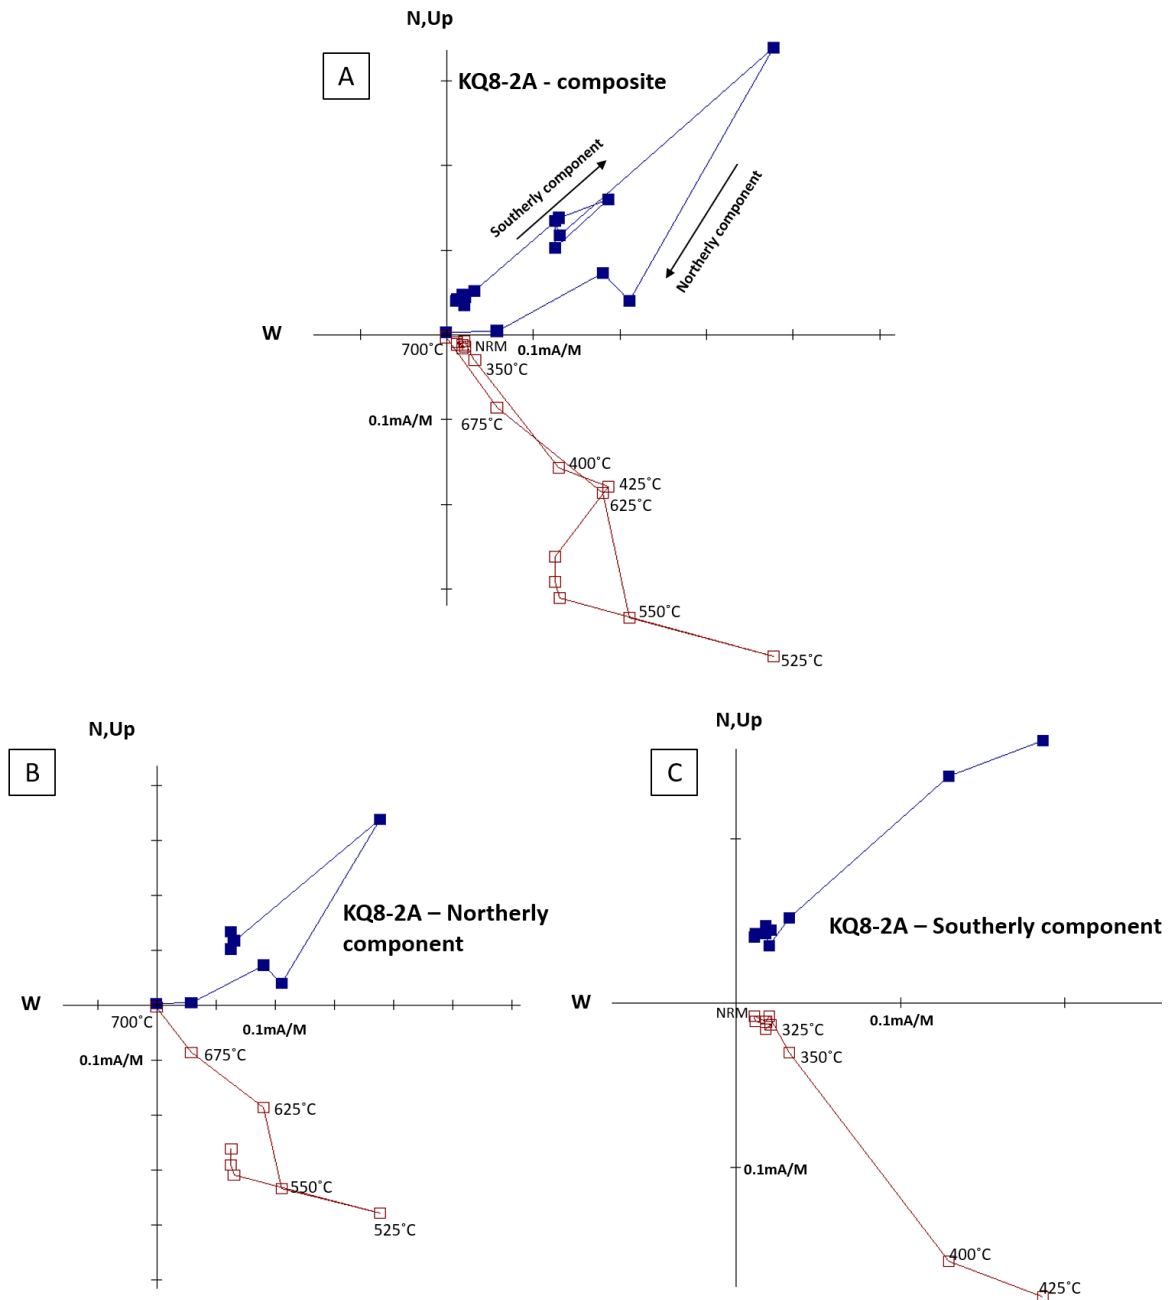 N,Up
A
KQ8-2A - composite
Southerly component
Northerly component
W
700˚C
NRM
0.1mA/M
350˚C
0.1mA/M
675˚C
400˚C
425˚C
625˚C
550˚C
525˚C
N,Up
B
KQ8-2A – Northerly
component
W
700˚C
0.1mA/M
0.1mA/M
675˚C
625˚C
550˚C
525˚C
N,Up
C
KQ8-2A – Southerly component
W
NRM
0.1mA/M
325˚C
350˚C
0.1mA/M
400˚C
425˚C